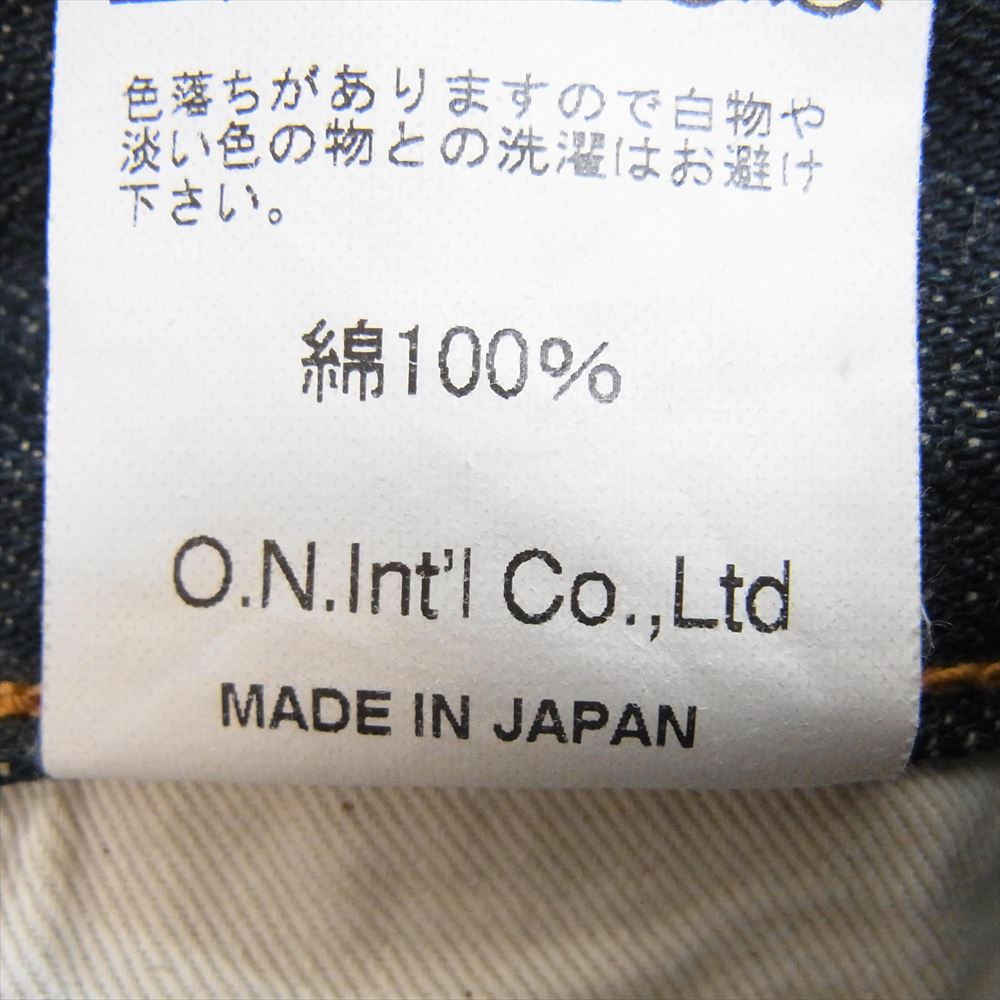 色落ちがありますので白物や
淡い色の物との洗濯はお避け
下さい。
綿100%
O.N.Int'l Co.,Ltd
MADE IN JAPAN